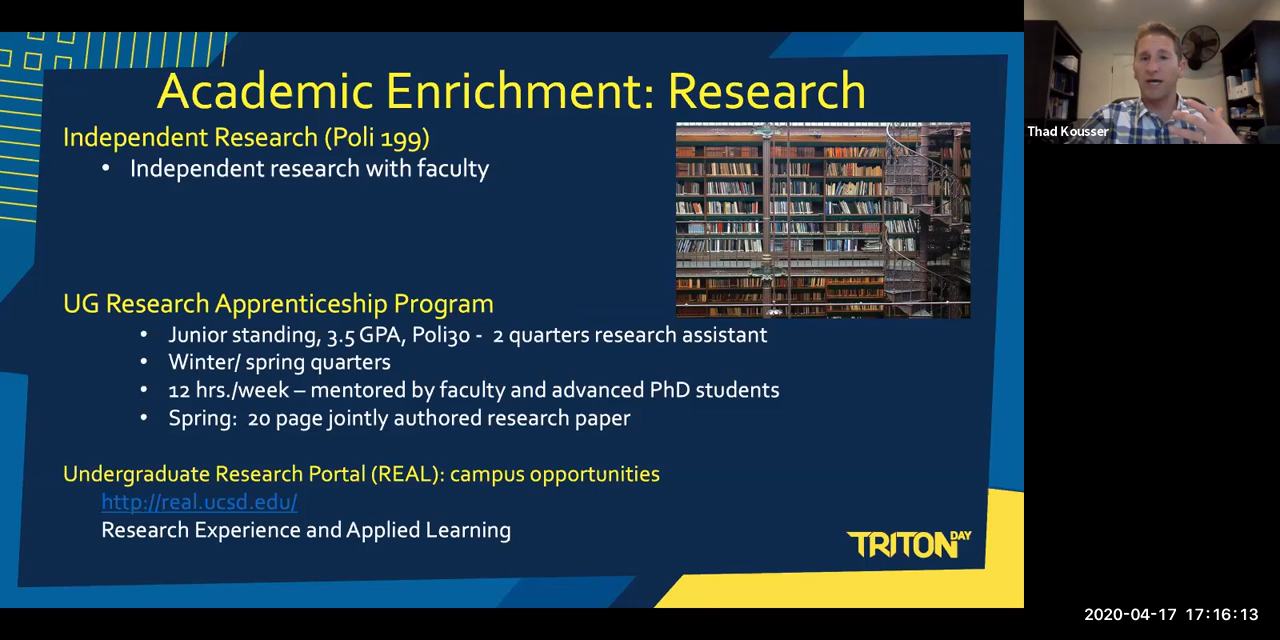 Academic Enrichment: Research
Independent Research (Poli 199)
• Independent research with faculty
UG Research Apprenticeship Program
• Junior standing, 3.5 GPA, Poli30 - 2 quarters research assistant
• Winter/ spring quarters
• 12 hrs./week – mentored by faculty and advanced PhD students
• Spring: 20 page jointly authored research paper
Undergraduate Research Portal (REAL): campus opportunities
http://real.ucsd.edu/
Research Experience and Applied Learning
TRITON DAY
Thad Kousser
2020-04-17 17:16:13